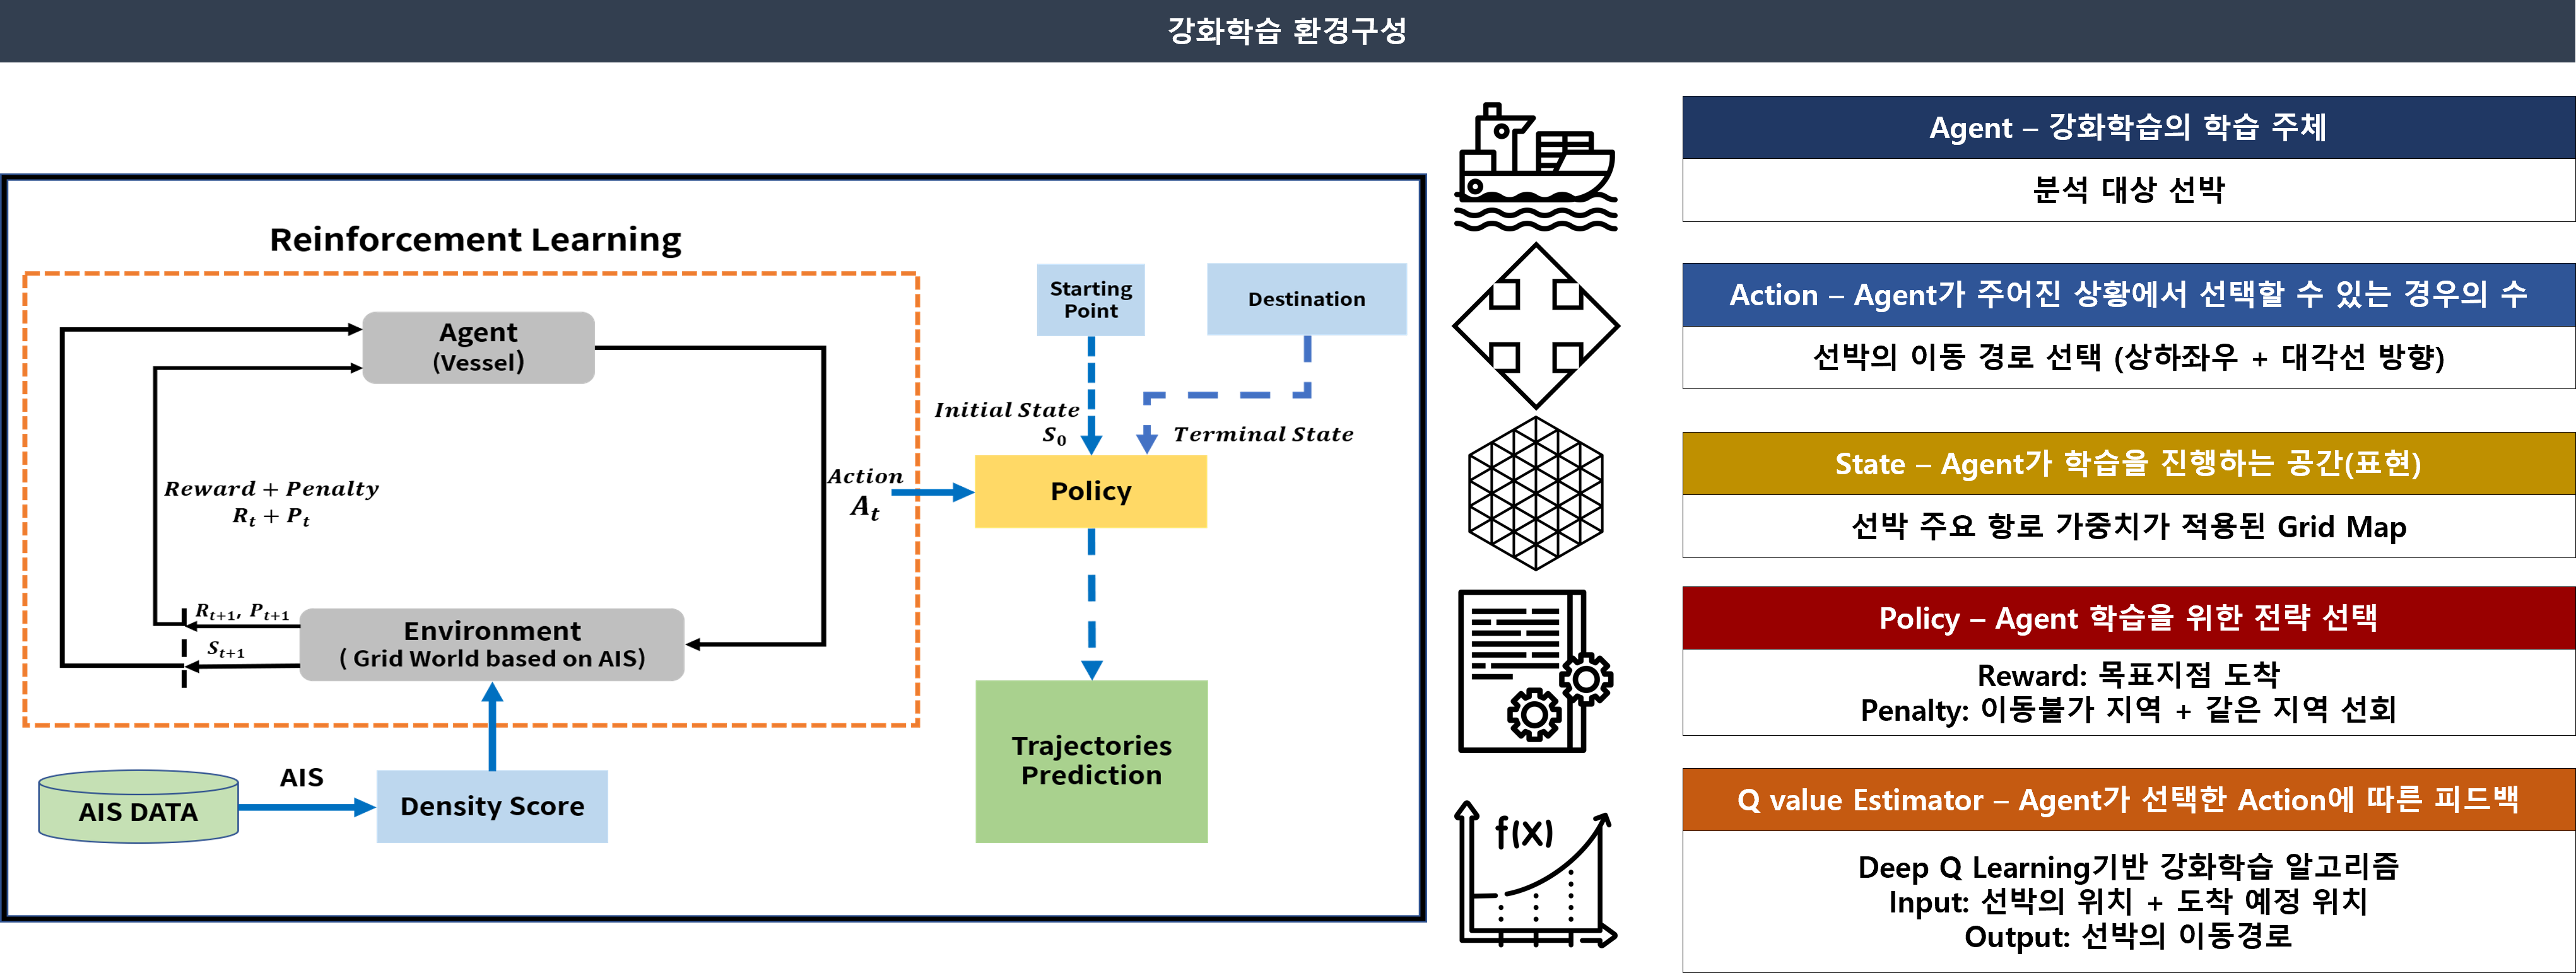 강화학습 환경구성
Reinforcement Learning
Agent
(Vessel)
Reward + Penalty
R_t + P_t
R_{t+1}, P_{t+1}
S_{t+1}
Environment
( Grid World based on AIS)
Action
A_t
AIS DATA
AIS
Density Score
Starting
Point
Destination
Initial State
S_0
Terminal State
Policy
Trajectories
Prediction
f(X)
Agent – 강화학습의 학습 주체
분석 대상 선박
Action – Agent가 주어진 상황에서 선택할 수 있는 경우의 수
선박의 이동 경로 선택 (상하좌우 + 대각선 방향)
State – Agent가 학습을 진행하는 공간(표현)
선박 주요 항로 가중치가 적용된 Grid Map
Policy – Agent 학습을 위한 전략 선택
Reward: 목표지점 도착
Penalty: 이동불가 지역 + 같은 지역 선회
Q value Estimator – Agent가 선택한 Action에 따른 피드백
Deep Q Learning기반 강화학습 알고리즘
Input: 선박의 위치 + 도착 예정 위치
Output: 선박의 이동경로